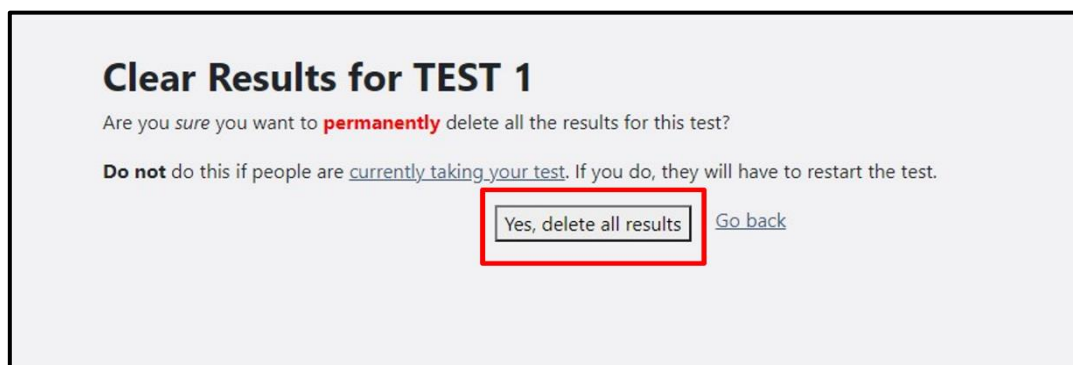 Clear Results for TEST 1
Are you sure you want to permanently delete all the results for this test?
Do not do this if people are currently taking your test. If you do, they will have to restart the test.
Yes, delete all results Go back